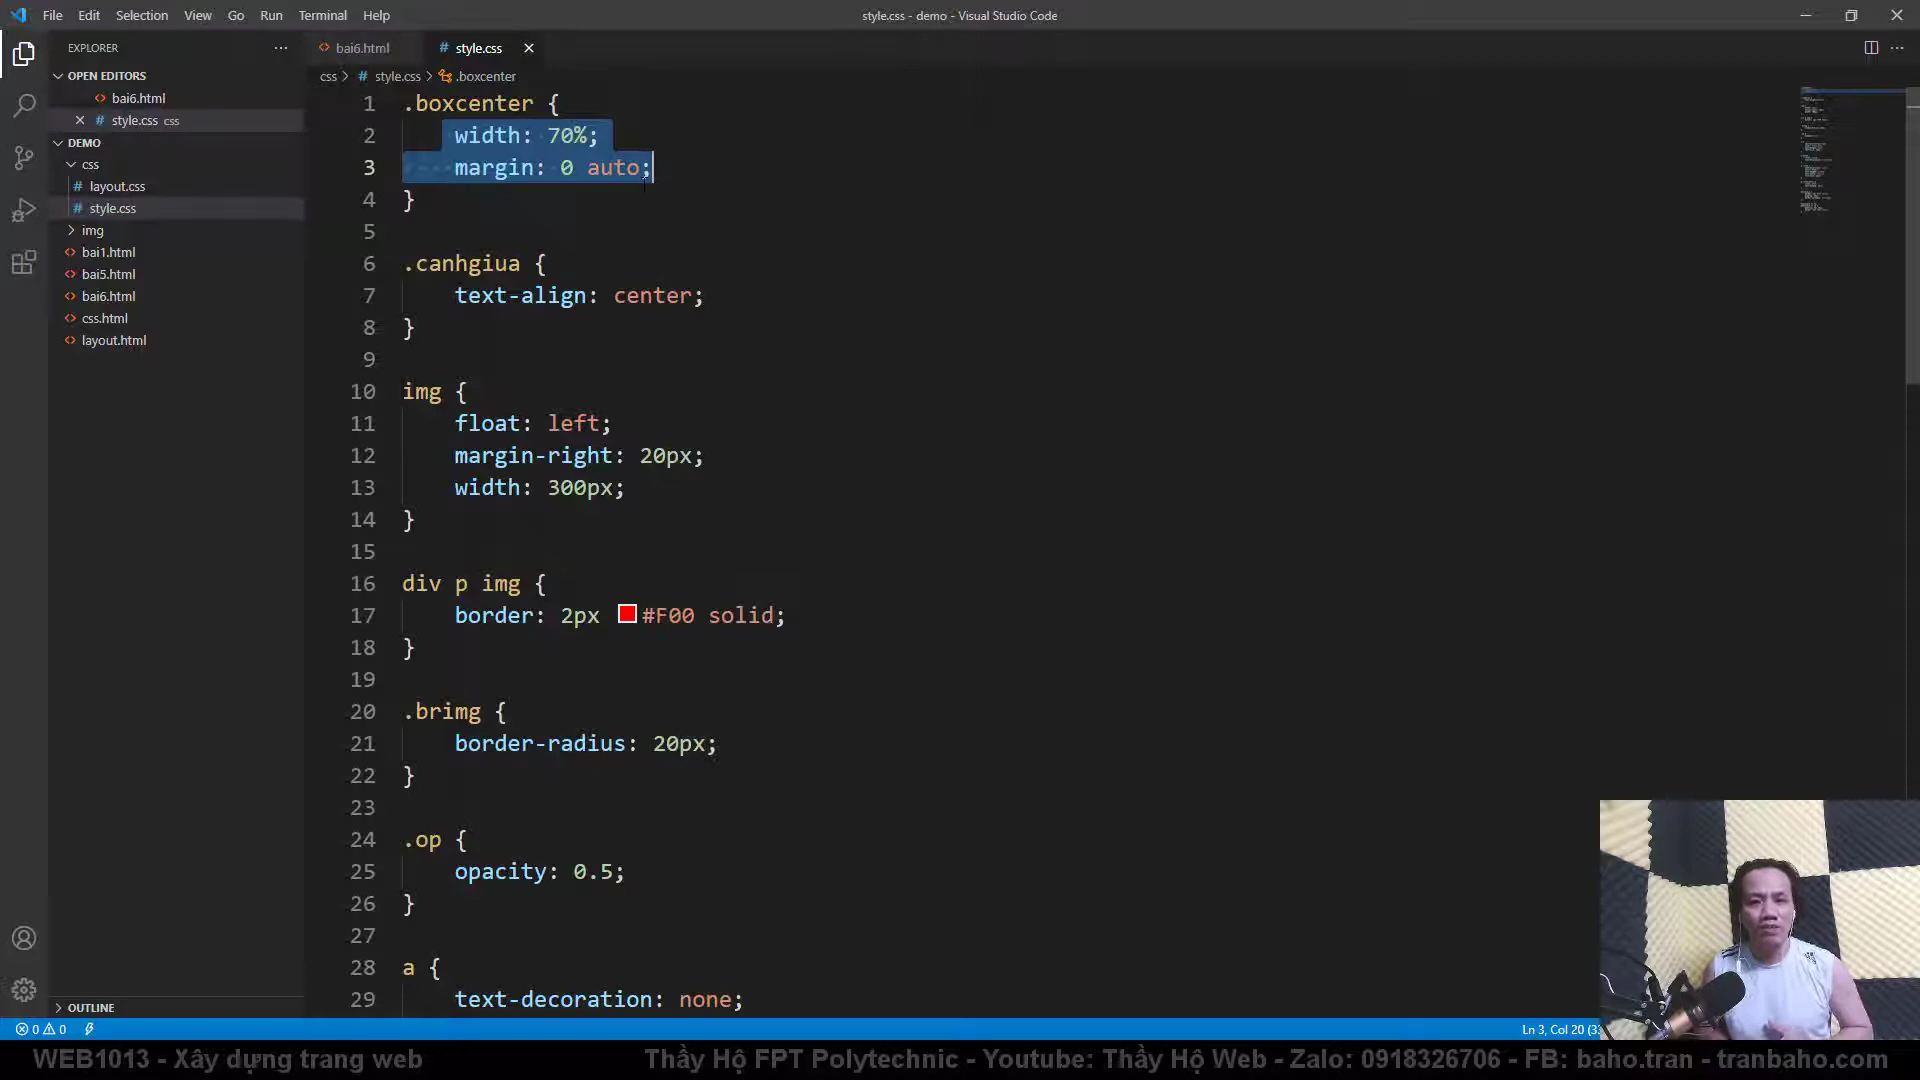 File Edit Selection View Go Run Terminal Help
style.css - demo - Visual Studio Code
EXPLORER
OPEN EDITORS
bai6.html
style.css css
DEMO
css
layout.css
style.css
img
bai1.html
bai5.html
bai6.html
css.html
layout.html
OUTLINE
bai6.html
style.css
css > style.css > .boxcenter
1 .boxcenter {
2 width: 70%;
3 margin: 0 auto;
4 }
5
6 .canhgiua {
7 text-align: center;
8 }
9
10 img {
11 float: left;
12 margin-right: 20px;
13 width: 300px;
14 }
15
16 div p img {
17 border: 2px #F00 solid;
18 }
19
20 .brimg {
21 border-radius: 20px;
22 }
23
24 .op {
25 opacity: 0.5;
26 }
27
28 a {
29 text-decoration: none;
0 0
Ln 3, Col 20
WEB1013 - Xây dựng trang web
Thầy Hộ FPT Polytechnic - Youtube: Thầy Hộ Web - Zalo: 0918326706 - FB: baho.tran - tranbaho.com